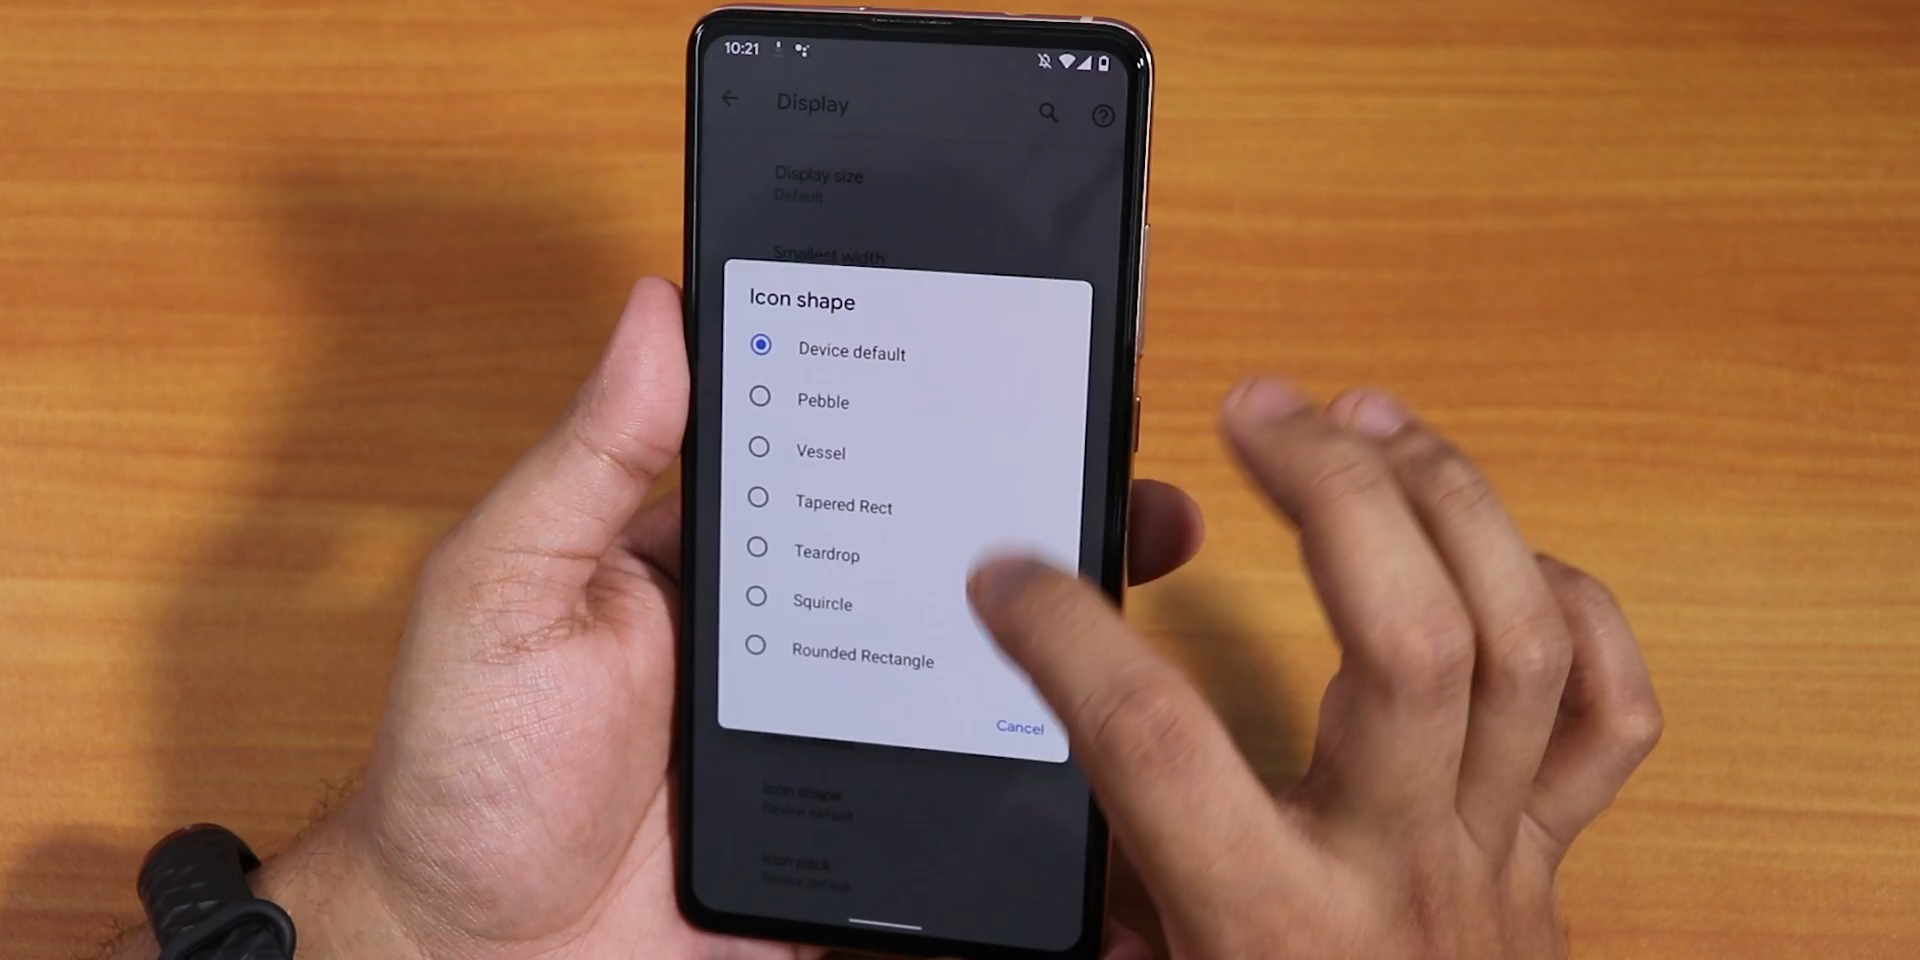 10:21
Display
Display size
Default
Smallest width
Icon shape
Device default
Pebble
Vessel
Tapered Rect
Teardrop
Squircle
Rounded Rectangle
Cancel
Icon shape
Device default
Icon pack
Device default